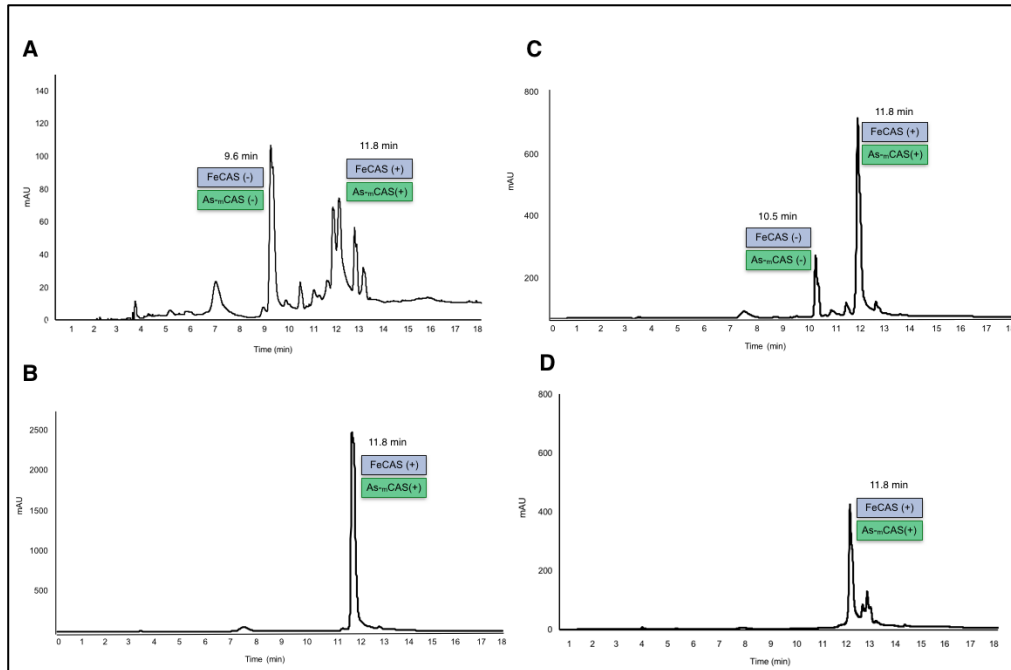 A
140
120
100
80
60
40
20
0
mAU
9.6 min
FeCAS (-)
As-mCAS (-)
11.8 min
FeCAS (+)
As-mCAS(+)
1 2 3 4 5 6 7 8 9 10 11 12 13 14 15 16 17 18
Time (min)
B
2500
2000
1500
1000
500
mAU
11.8 min
FeCAS (+)
As-mCAS(+)
0 1 2 3 4 5 6 7 8 9 10 11 12 13 14 15 16 17 18
Time (min)
C
800
600
400
200
mAU
10.5 min
FeCAS (-)
As-mCAS (-)
11.8 min
FeCAS (+)
As-mCAS(+)
0 1 2 3 4 5 6 7 8 9 10 11 12 13 14 15 16 17 18
Time (min)
D
800
600
400
200
0
mAU
11.8 min
FeCAS (+)
As-mCAS(+)
1 2 3 4 5 6 7 8 9 10 11 12 13 14 15 16 17 18
Time (min)